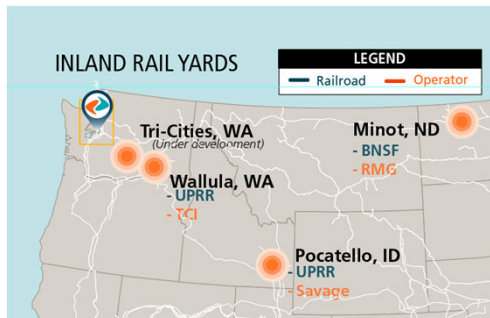 INLAND RAIL YARDS
LEGEND
Railroad
Operator
Tri-Cities, WA
(Under development)
Minot, ND
- BNSF
- RMG
Wallula, WA
- UPRR
- TCI
Pocatello, ID
- UPRR
- Savage